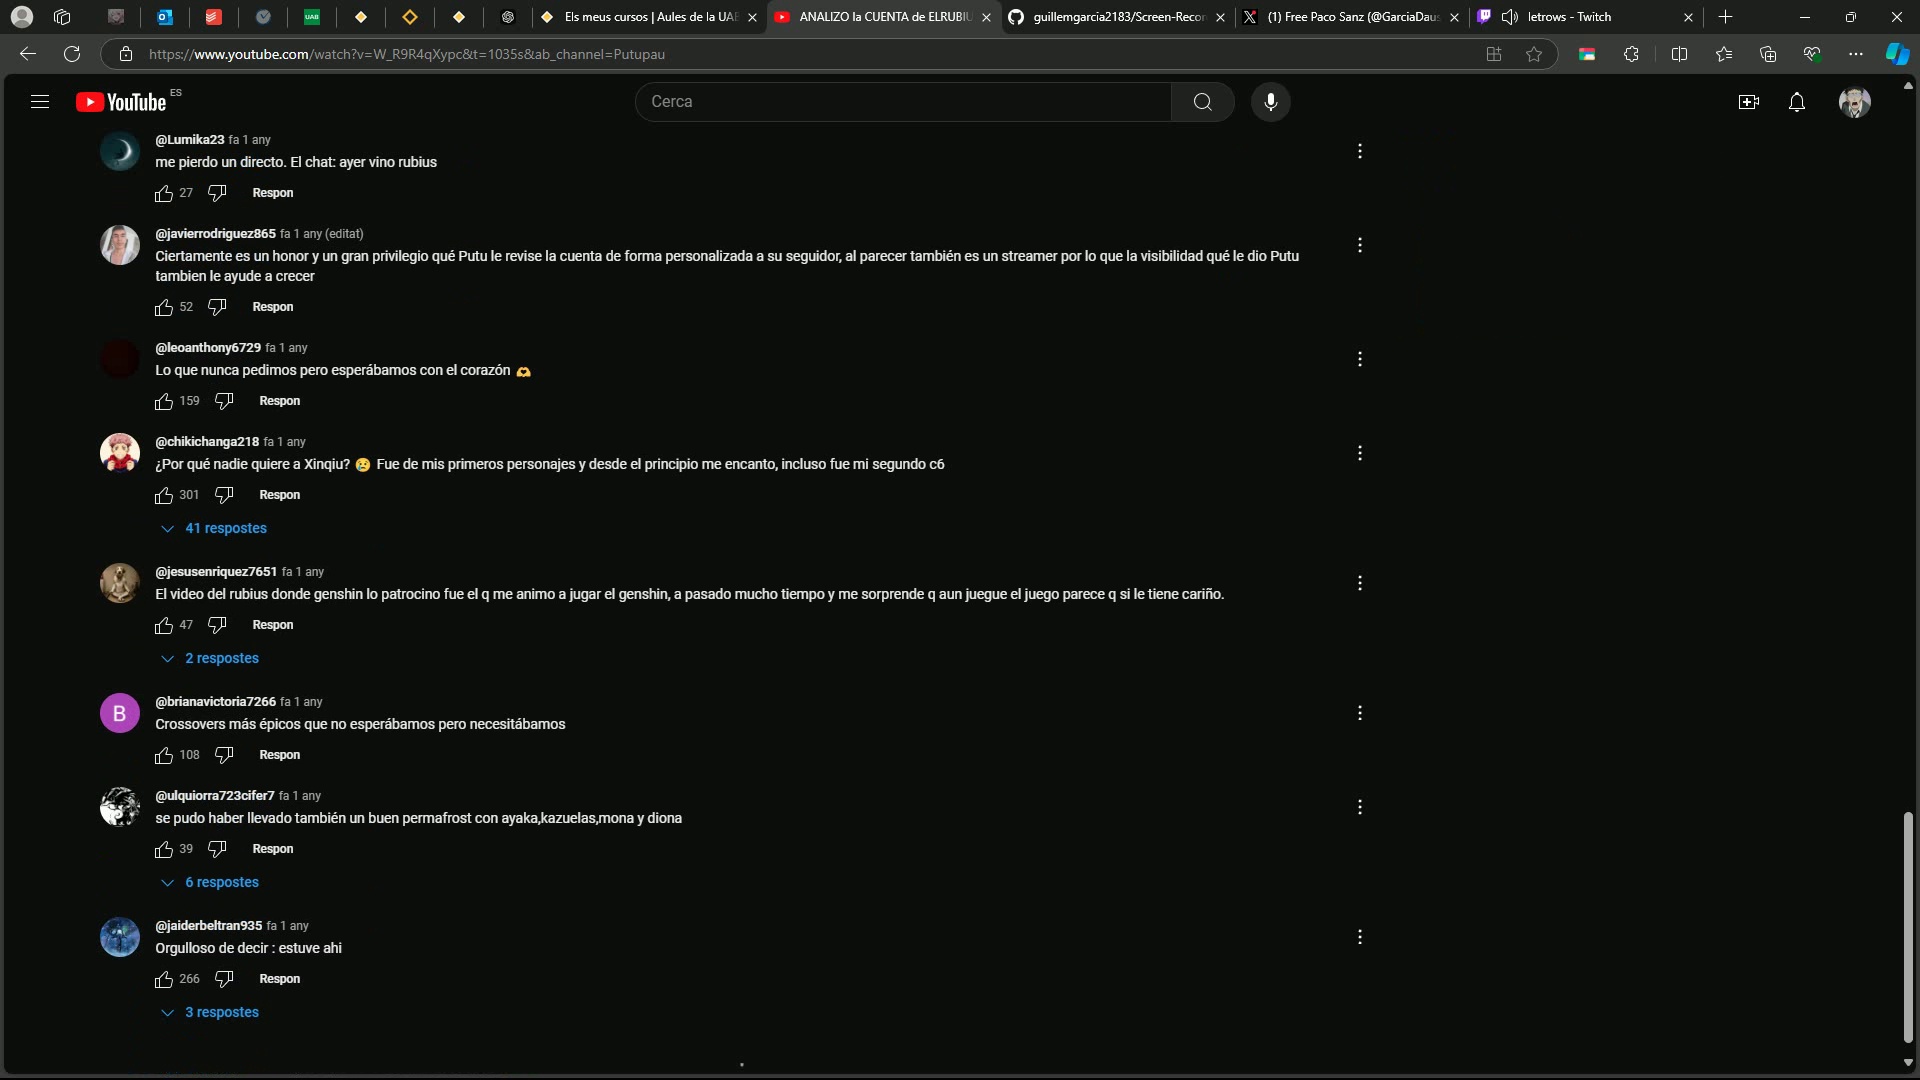 Els meus cursos | Aules de la UAB
ANALIZO la CUENTA de ELRUBIU
guillemgarcia2183/Screen-Recor
(1) Free Paco Sanz (@GarciaDaus
letrows - Twitch
https://www.youtube.com/watch?v=W_R9R4qXypc&t=1035s&ab_channel=Putupau
YouTube ES
Cerca
@Lumika23 fa 1 any
me pierdo un directo. El chat: ayer vino rubius
27 Respon
@javierrodriguez865 fa 1 any (editat)
Ciertamente es un honor y un gran privilegio qué Putu le revise la cuenta de forma personalizada a su seguidor, al parecer también es un streamer por lo que la visibilidad qué le dio Putu
tambien le ayude a crecer
52 Respon
@leoanthony6729 fa 1 any
Lo que nunca pedimos pero esperábamos con el corazón 🫶
159 Respon
@chikichanga218 fa 1 any
¿Por qué nadie quiere a Xinqiu? 😢 Fue de mis primeros personajes y desde el principio me encanto, incluso fue mi segundo c6
301 Respon
41 respostes
@jesusenriquez7651 fa 1 any
El video del rubius donde genshin lo patrocino fue el q me animo a jugar el genshin, a pasado mucho tiempo y me sorprende q aun juegue el juego parece q si le tiene cariño.
47 Respon
2 respostes
B
@brianavictoria7266 fa 1 any
Crossovers más épicos que no esperábamos pero necesitábamos
108 Respon
@ulquiorra723cifer7 fa 1 any
se pudo haber llevado también un buen permafrost con ayaka,kazuelas,mona y diona
39 Respon
6 respostes
@jaiderbeltran935 fa 1 any
Orgulloso de decir : estuve ahi
266 Respon
3 respostes